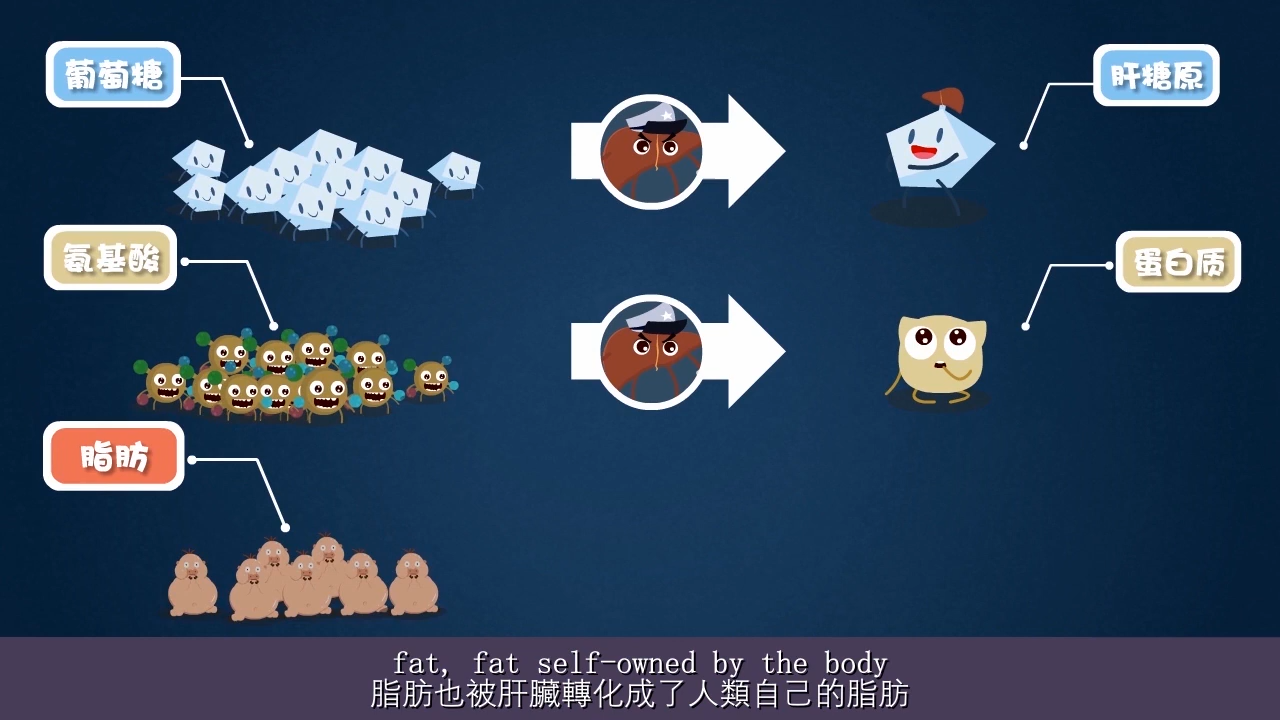 葡萄糖
肝糖原
氨基酸
蛋白质
脂肪
fat, fat self-owned by the body
脂肪也被肝臟轉化成了人類自己的脂肪